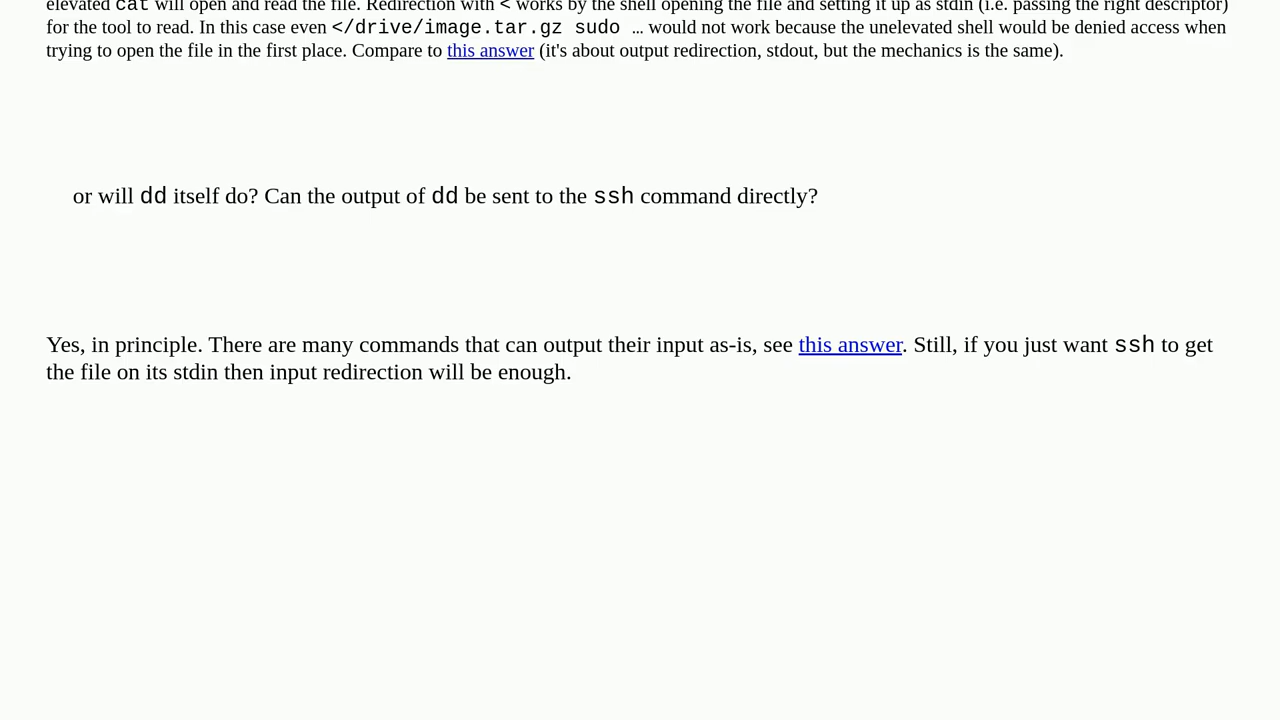 elevated cat will open and read the file. Redirection with < works by the shell opening the file and setting it up as stdin (i.e. passing the right descriptor)
for the tool to read. In this case even </drive/image.tar.gz sudo … would not work because the unelevated shell would be denied access when
trying to open the file in the first place. Compare to this answer (it's about output redirection, stdout, but the mechanics is the same).
or will dd itself do? Can the output of dd be sent to the ssh command directly?
Yes, in principle. There are many commands that can output their input as-is, see this answer. Still, if you just want ssh to get
the file on its stdin then input redirection will be enough.